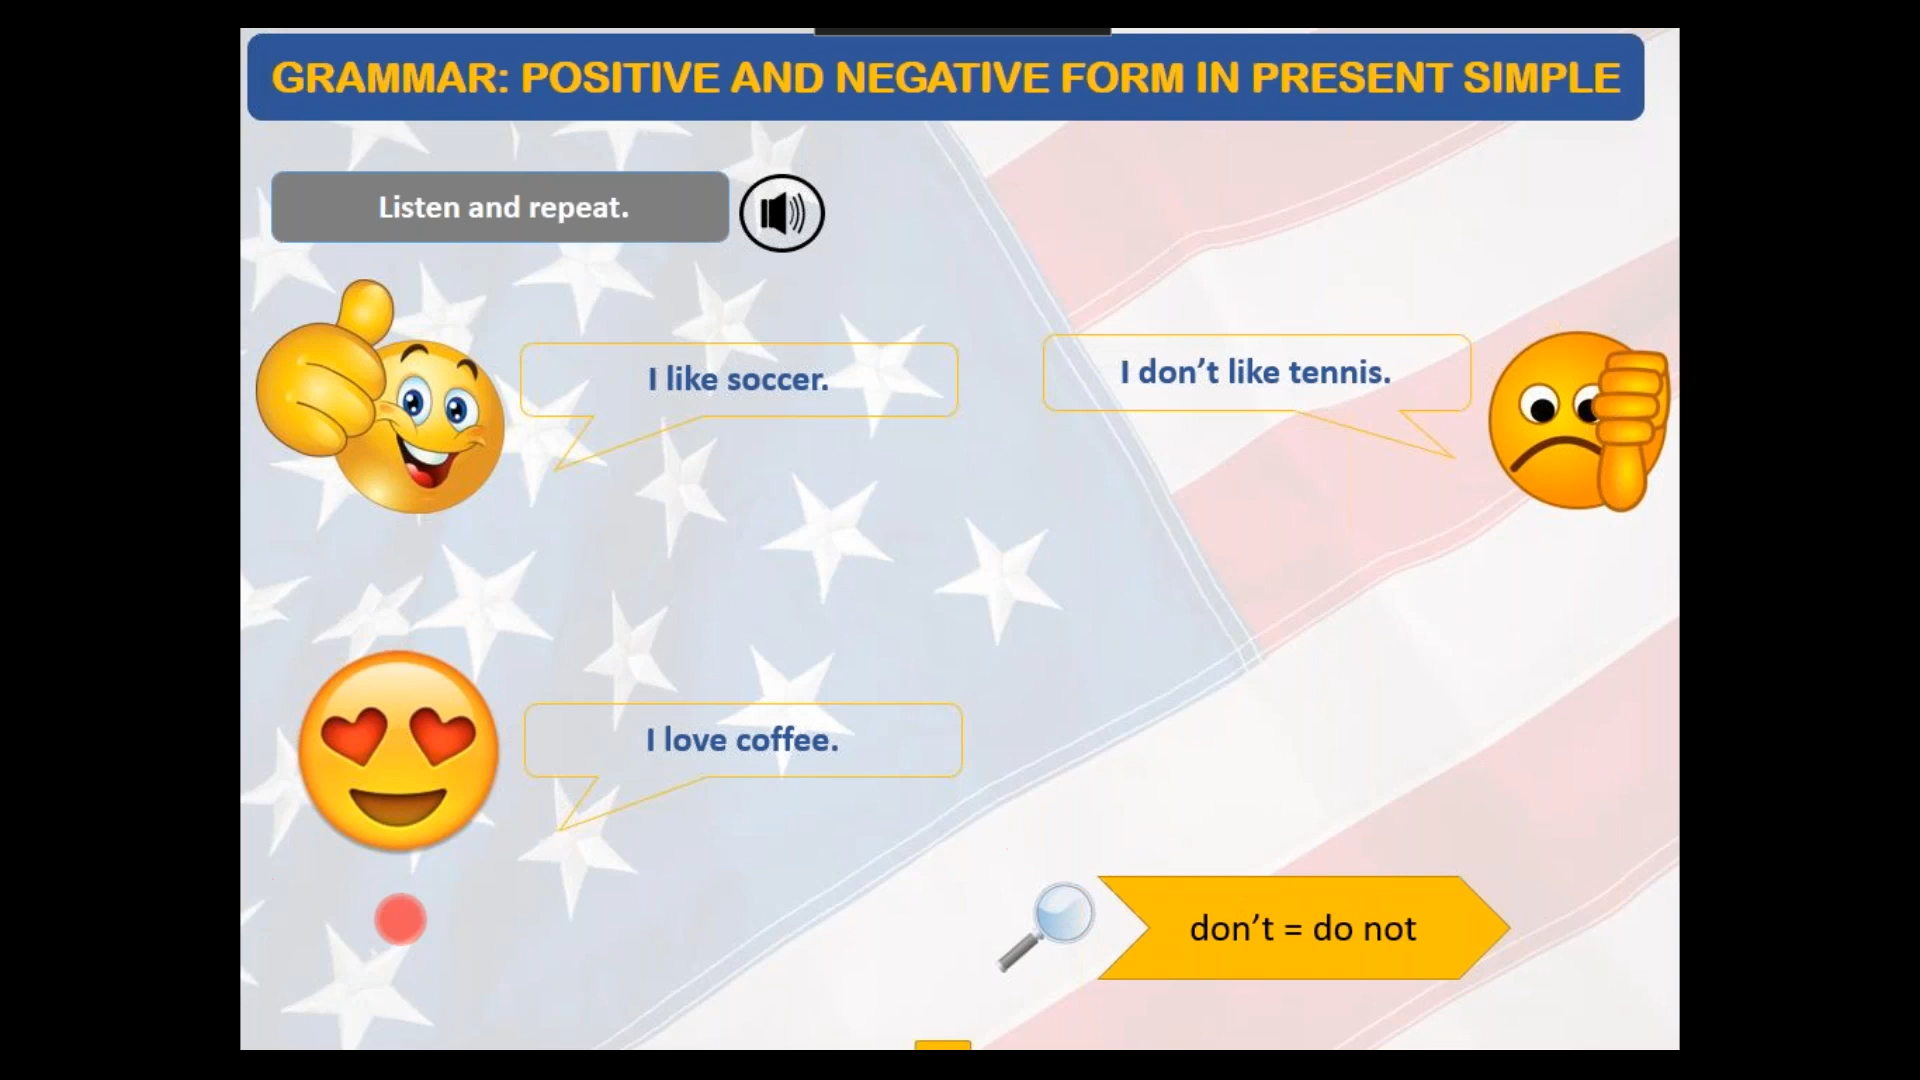 GRAMMAR: POSITIVE AND NEGATIVE FORM IN PRESENT SIMPLE
Listen and repeat.
I like soccer.
I don’t like tennis.
I love coffee.
don’t = do not